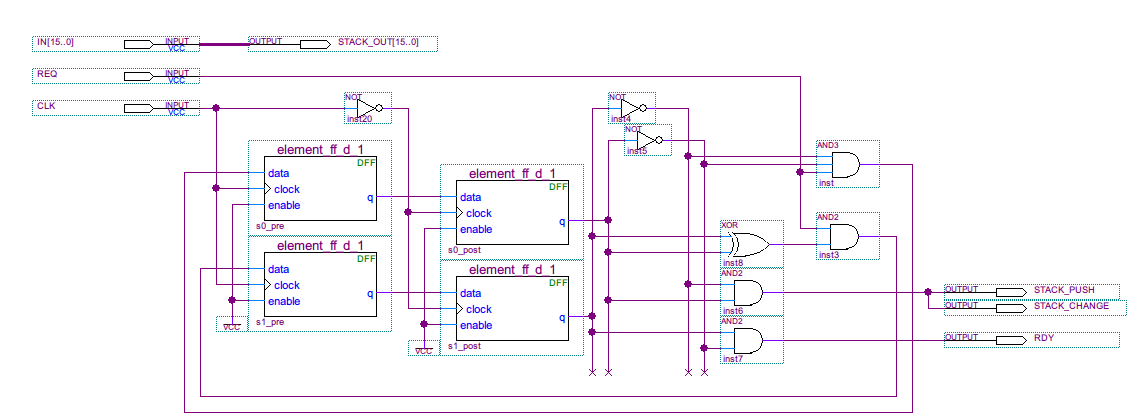 IN[15..0]
INPUT
VCC
OUTPUT
STACK_OUT[15..0]
REQ
INPUT
VCC
CLK
INPUT
VCC
NOT
inst20
NOT
inst4
NOT
inst5
element_ff_d_1
DFF
data
clock
enable
q
s0_pre
element_ff_d_1
DFF
data
clock
enable
q
s1_pre
VCC
element_ff_d_1
DFF
data
clock
enable
q
s0_post
element_ff_d_1
DFF
data
clock
enable
q
s1_post
VCC
AND3
inst
XOR
inst8
AND2
inst3
AND2
inst6
AND2
inst7
OUTPUT
STACK_PUSH
OUTPUT
STACK_CHANGE
OUTPUT
RDY